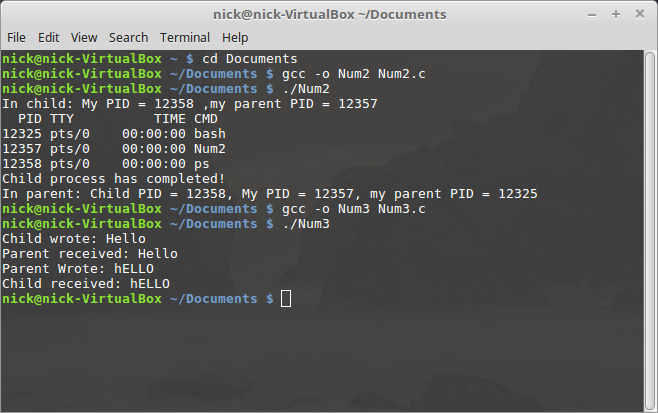 nick@nick-VirtualBox ~/Documents
File Edit View Search Terminal Help
nick@nick-VirtualBox ~ $ cd Documents
nick@nick-VirtualBox ~/Documents $ gcc -o Num2 Num2.c
nick@nick-VirtualBox ~/Documents $ ./Num2
In child: My PID = 12358 ,my parent PID = 12357
  PID TTY          TIME CMD
12325 pts/0    00:00:00 bash
12357 pts/0    00:00:00 Num2
12358 pts/0    00:00:00 ps
Child process has completed!
In parent: Child PID = 12358, My PID = 12357, my parent PID = 12325
nick@nick-VirtualBox ~/Documents $ gcc -o Num3 Num3.c
nick@nick-VirtualBox ~/Documents $ ./Num3
Child wrote: Hello
Parent received: Hello
Parent Wrote: hELLO
Child received: hELLO
nick@nick-VirtualBox ~/Documents $